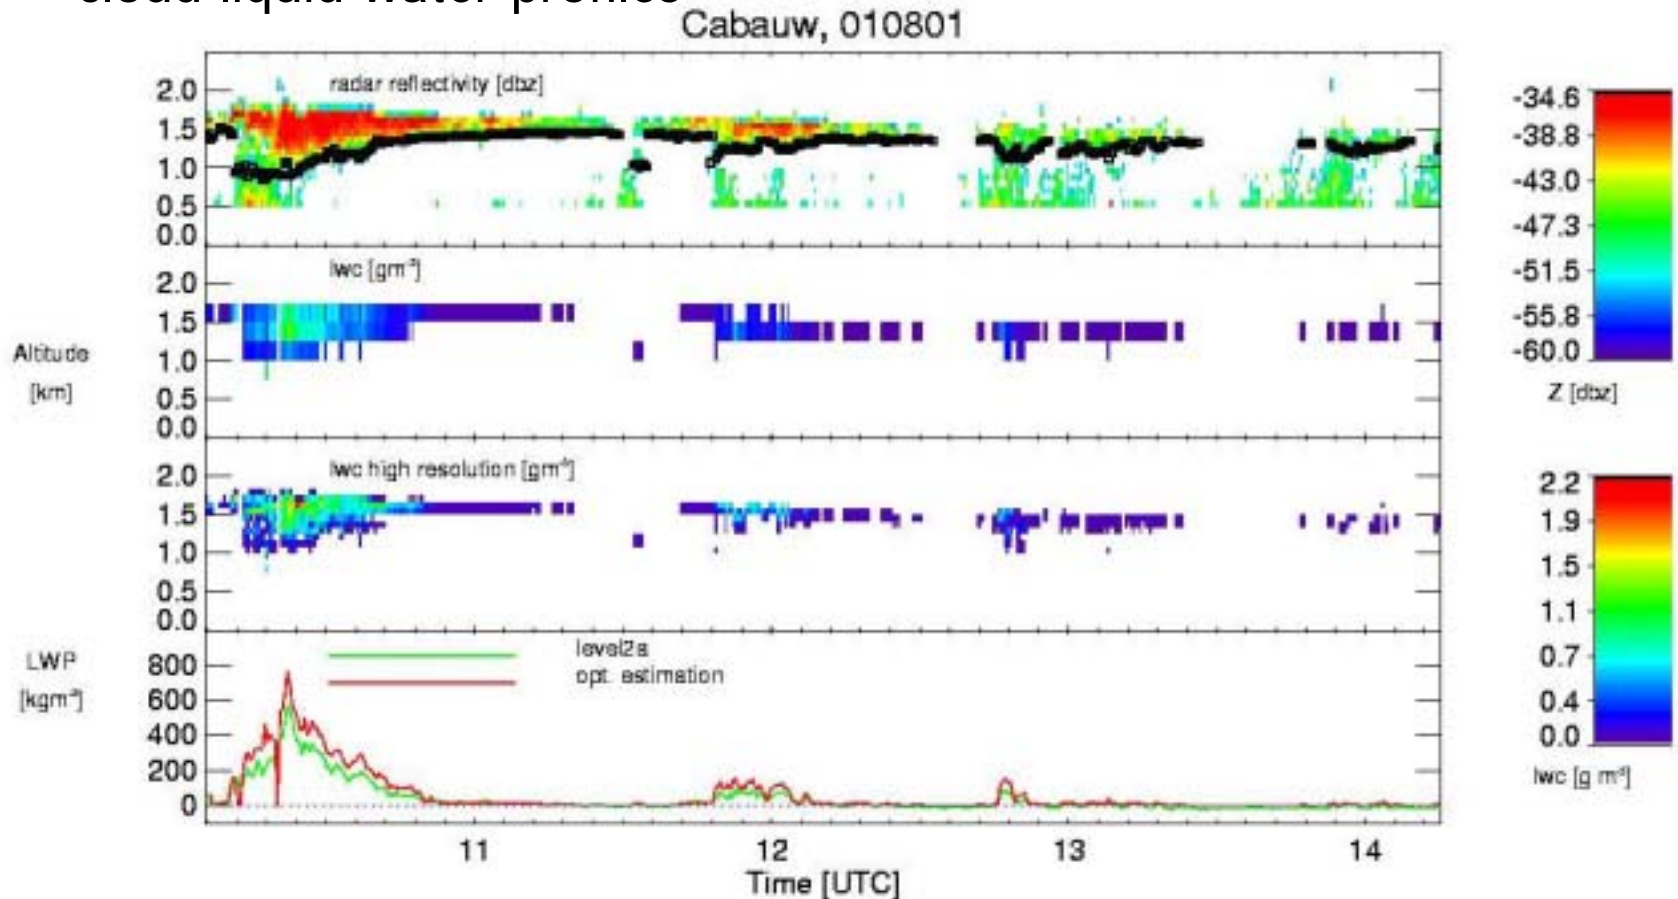 cloud liquid water profiles
Cabauw, 010801
radar reflectivity [dbz]
2.0
1.5
1.0
0.5
0.0
lwc [gm⁻³]
2.0
1.5
1.0
0.5
0.0
Altitude
[km]
lwc high resolution [gm⁻³]
2.0
1.5
1.0
0.5
0.0
LWP
[kgm⁻²]
level2a
opt. estimation
800
600
400
200
0
11
12
13
14
Time [UTC]
-34.6
-38.8
-43.0
-47.3
-51.5
-55.8
-60.0
Z [dbz]
2.2
1.9
1.5
1.1
0.7
0.4
0.0
lwc [g m⁻³]